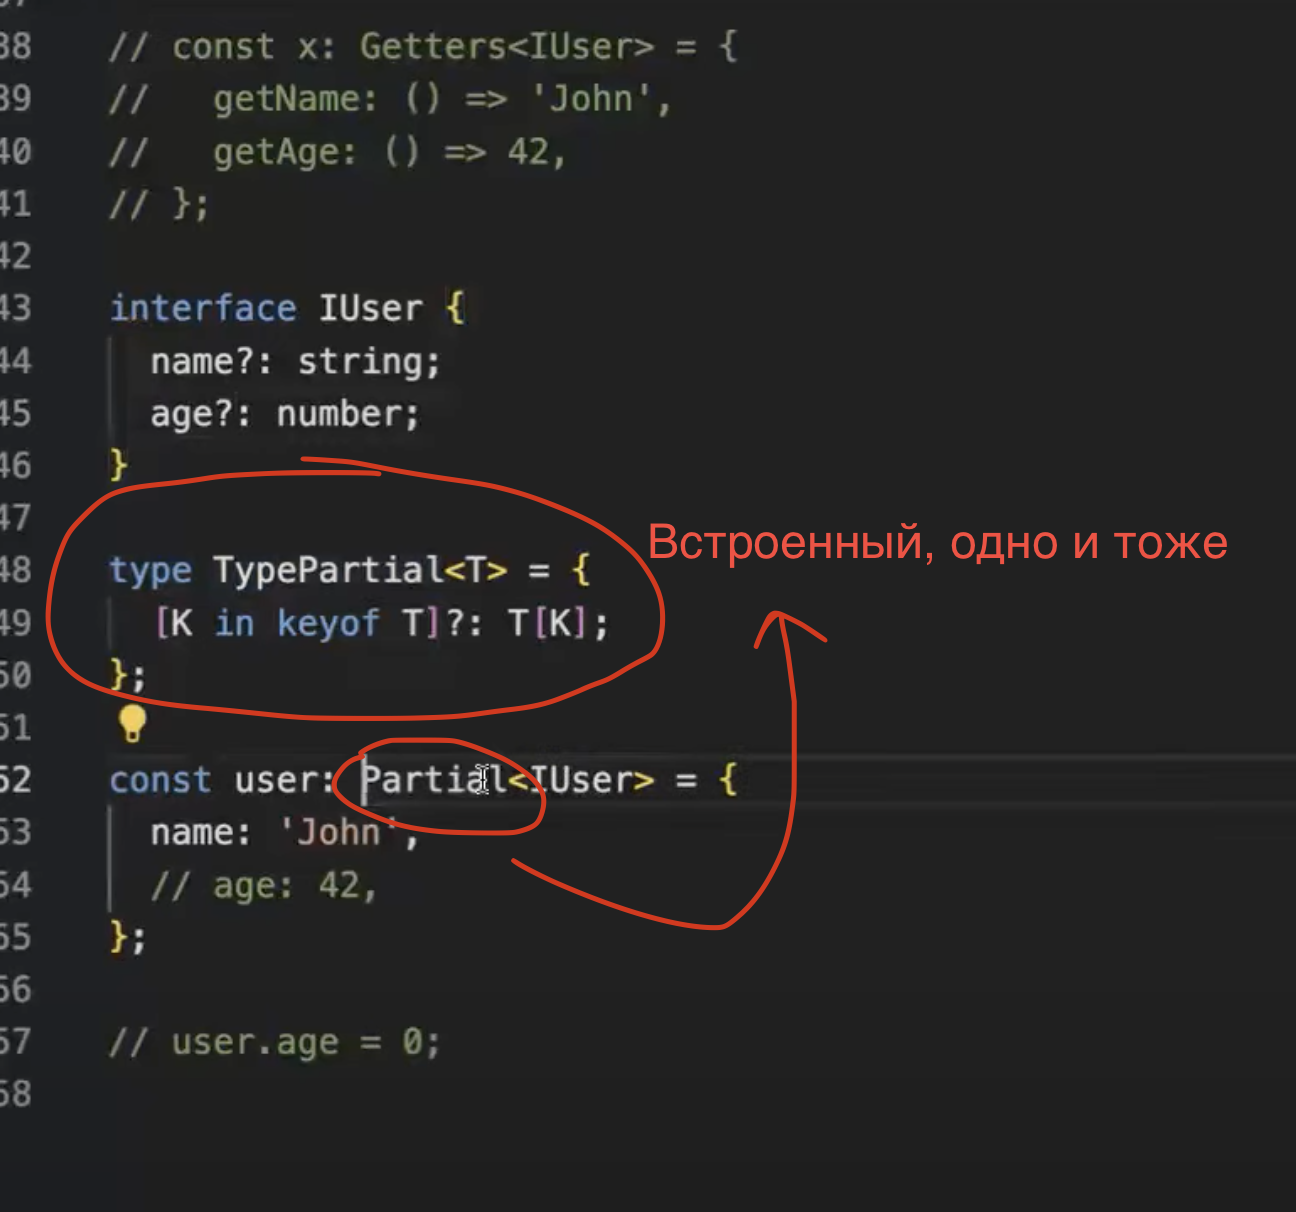 38 // const x: Getters<IUser> = {
39 //   getName: () => 'John',
40 //   getAge: () => 42,
41 // };
42
43 interface IUser {
44   name?: string;
45   age?: number;
46 }
47
Встроенный, одно и тоже
48 type TypePartial<T> = {
49   [K in keyof T]?: T[K];
50 };
51
52 const user: Partial<IUser> = {
53   name: 'John',
54   // age: 42,
55 };
56
57 // user.age = 0;
58